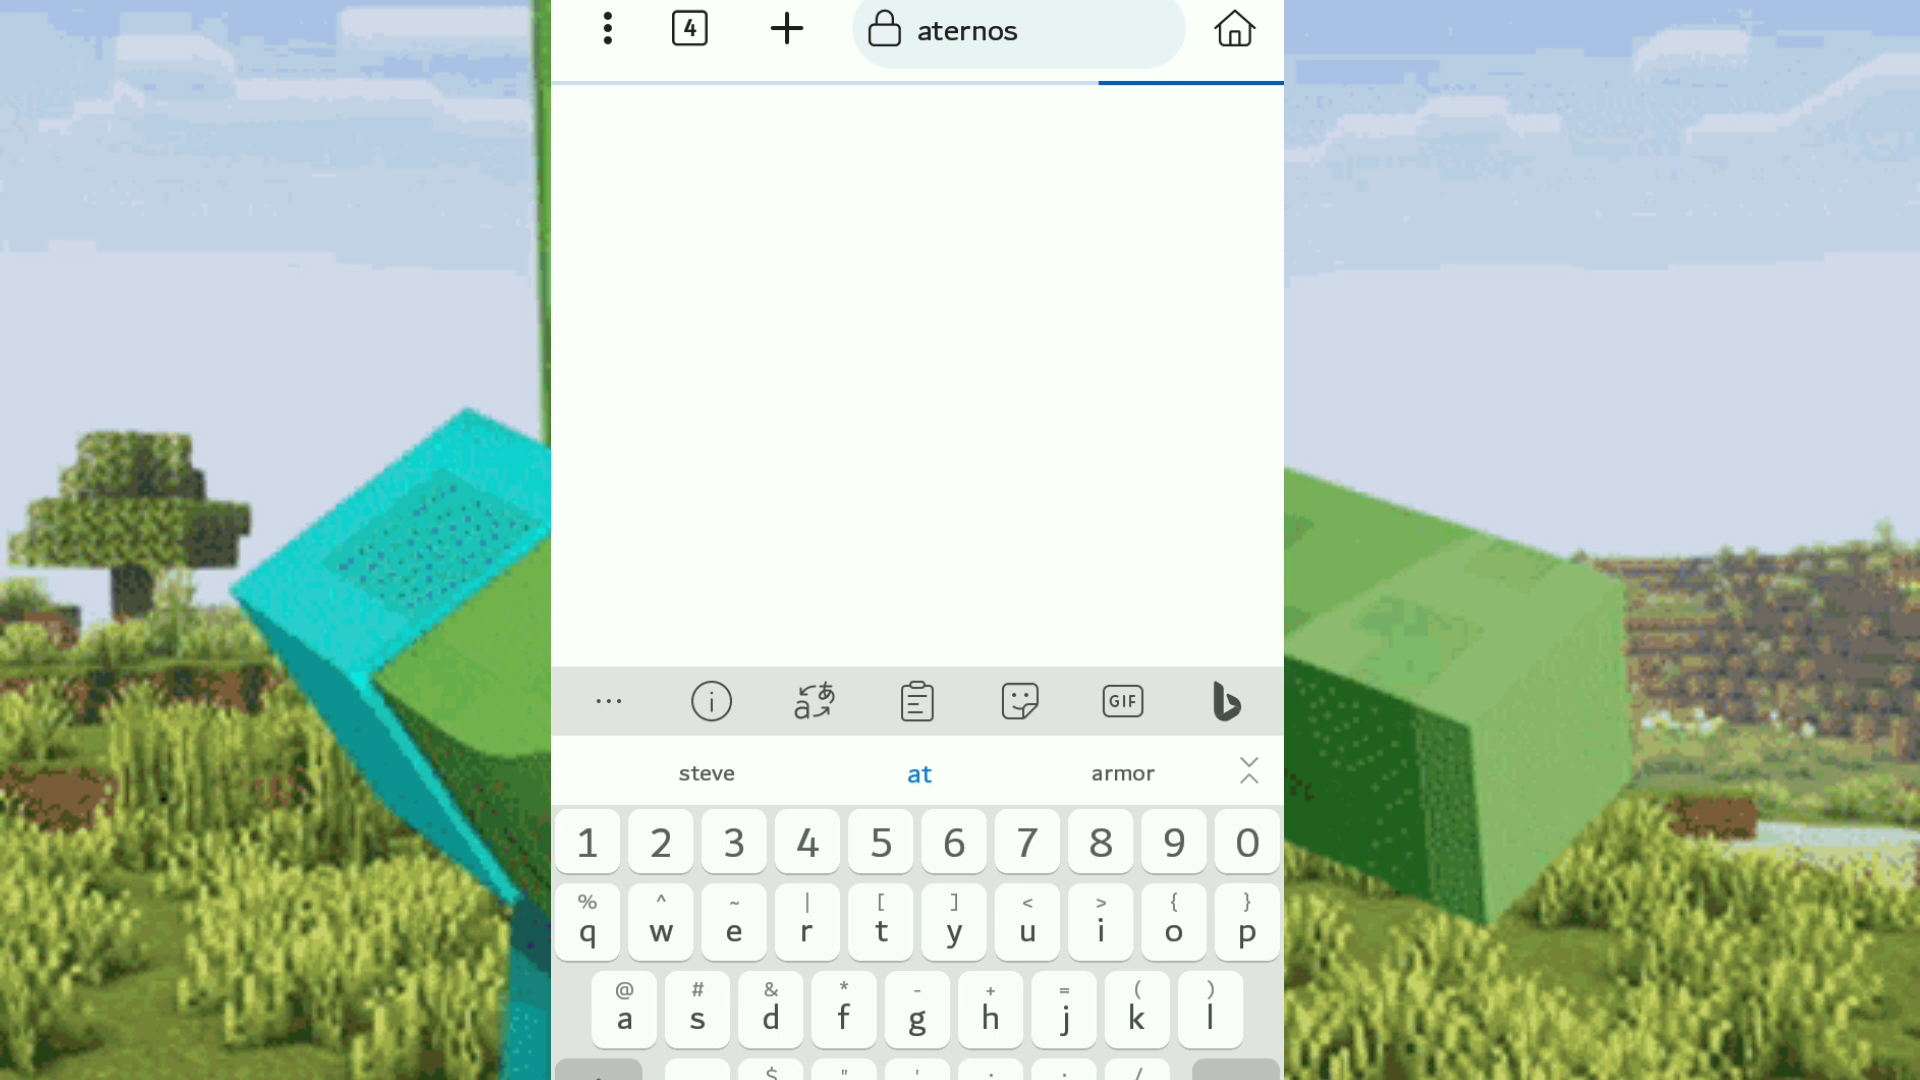 4 aternos
GIF
steve at armor
1 2 3 4 5 6 7 8 9 0
% ^ ~ | [ ] < > { }
q w e r t y u i o p
@ # & * - + = ( )
a s d f g h j k l
$ " ' : ; /